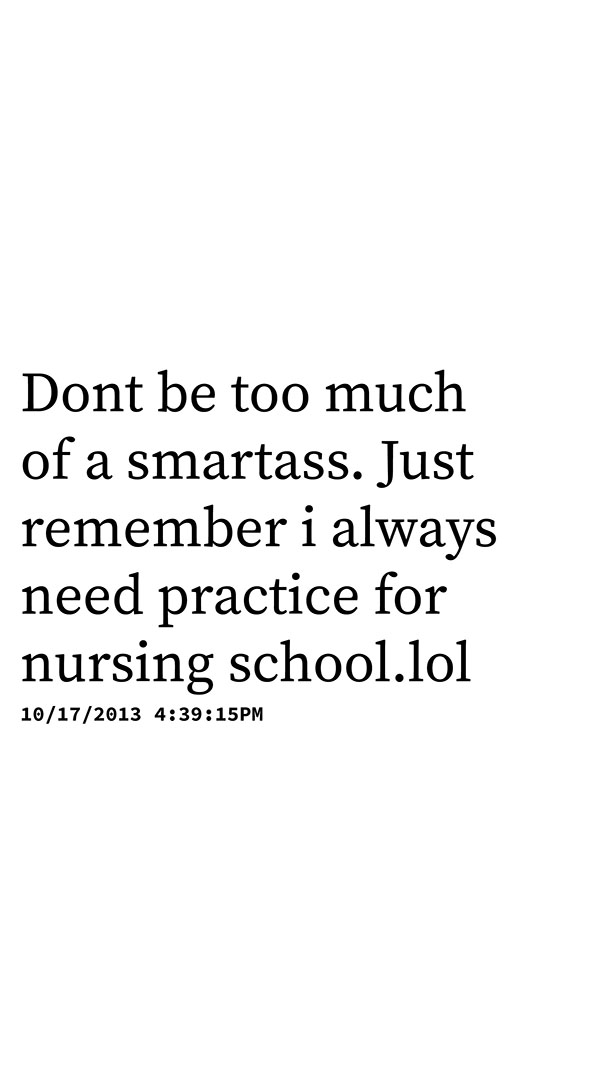 Dont be too much
of a smartass. Just
remember i always
need practice for
nursing school.lol
10/17/2013 4:39:15PM